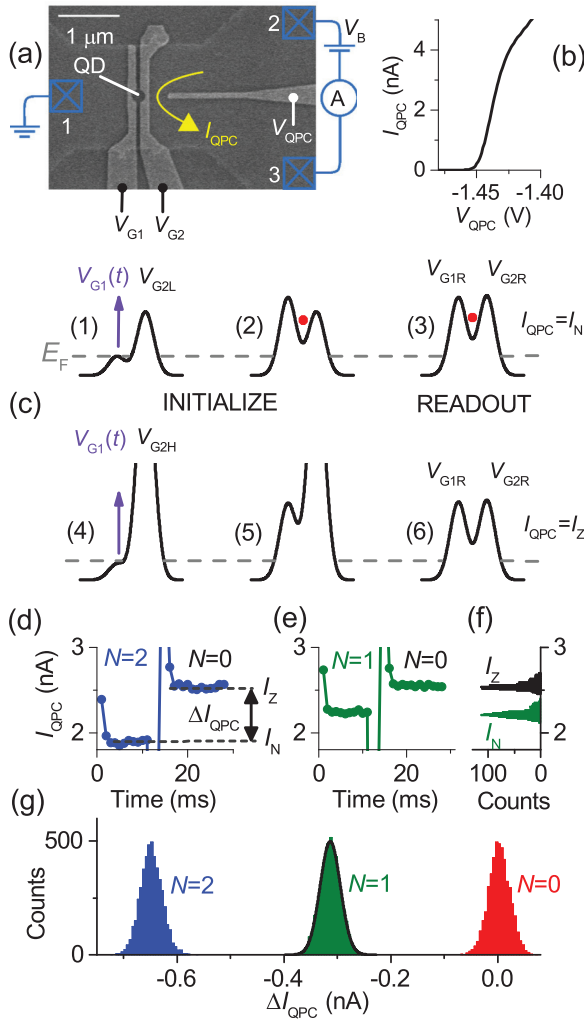 (a)
1 μm
QD
1
2
3
V_B
A
I_QPC
V_QPC
V_G1
V_G2
(b)
I_QPC (nA)
4
2
0
-1.45
-1.40
V_QPC (V)
(c)
V_G1(t)
V_G2L
(1)
(2)
V_G1R
V_G2R
(3)
I_QPC=I_N
E_F
INITIALIZE
READOUT
V_G1(t)
V_G2H
(4)
(5)
V_G1R
V_G2R
(6)
I_QPC=I_Z
(d)
(e)
(f)
I_QPC (nA)
3
2
N=2
N=0
I_Z
ΔI_QPC
I_N
0
20
Time (ms)
3
2
N=1
N=0
0
20
Time (ms)
3
2
I_Z
I_N
100
0
Counts
(g)
Counts
500
0
N=2
N=1
N=0
-0.6
-0.4
-0.2
0.0
ΔI_QPC (nA)